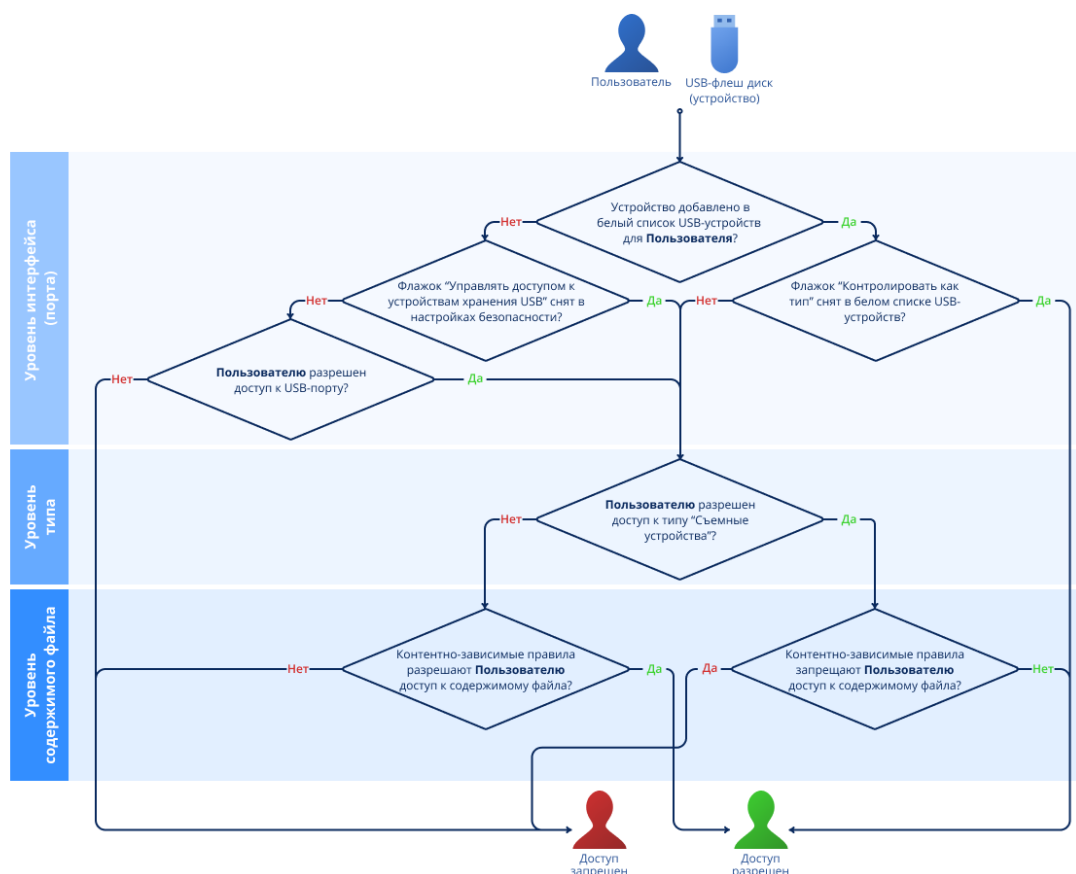 Пользователь
USB-флеш диск
(устройство)
Уровень интерфейса
(порта)
Устройство добавлено в
белый список USB-устройств
для Пользователя?
Нет
Да
Флажок “Управлять доступом к
устройствам хранения USB” снят в
настройках безопасности?
Нет
Да
Флажок “Контролировать как
тип” снят в белом списке USB-
устройств?
Нет
Да
Пользователю разрешен
доступ к USB-порту?
Нет
Да
Уровень
типа
Пользователю разрешен
доступ к типу “Съемные
устройства”?
Нет
Да
Уровень
содержимого файла
Контентно-зависимые правила
разрешают Пользователю
доступ к содержимому файла?
Нет
Да
Контентно-зависимые правила
запрещают Пользователю
доступ к содержимому файла?
Да
Нет
Доступ
запрещен
Доступ
разрешен